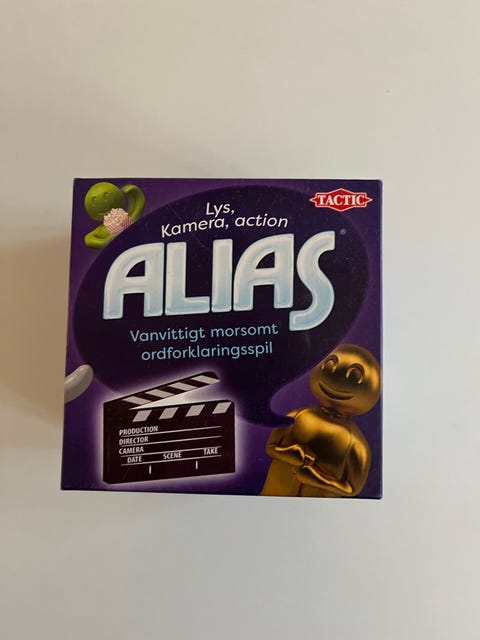 TACTIC
Lys,
Kamera, action
ALIAS®
Vanvittigt morsomt
ordforklaringsspil
PRODUCTION
DIRECTOR
CAMERA
DATE SCENE TAKE